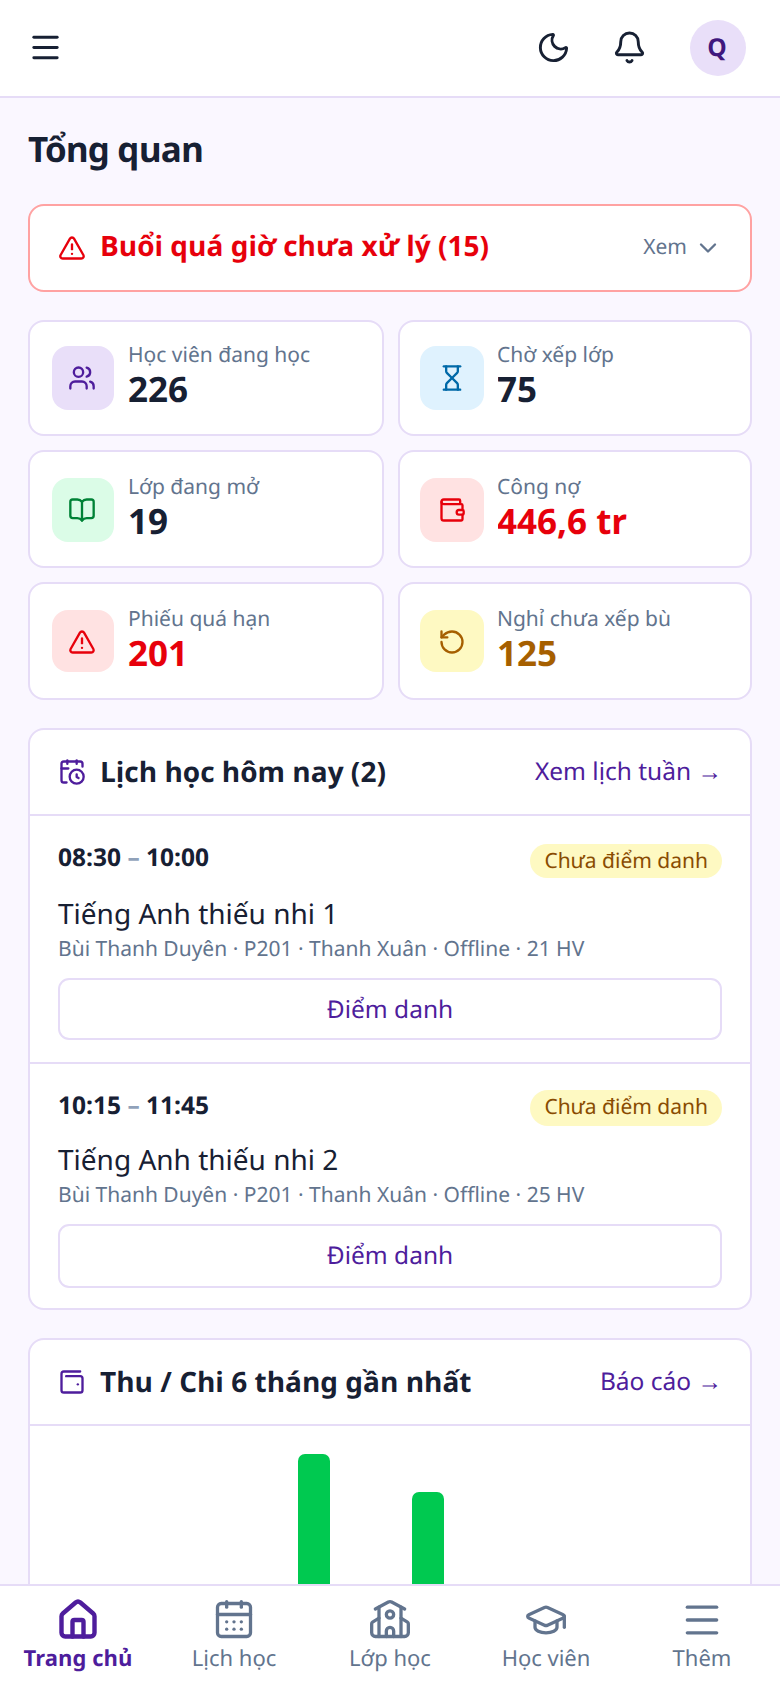 Q
Tổng quan
Buổi quá giờ chưa xử lý (15)
Xem
Học viên đang học
226
Chờ xếp lớp
75
Lớp đang mở
19
Công nợ
446,6 tr
Phiếu quá hạn
201
Nghỉ chưa xếp bù
125
Lịch học hôm nay (2)
Xem lịch tuần →
08:30 – 10:00
Chưa điểm danh
Tiếng Anh thiếu nhi 1
Bùi Thanh Duyên · P201 · Thanh Xuân · Offline · 21 HV
Điểm danh
10:15 – 11:45
Chưa điểm danh
Tiếng Anh thiếu nhi 2
Bùi Thanh Duyên · P201 · Thanh Xuân · Offline · 25 HV
Điểm danh
Thu / Chi 6 tháng gần nhất
Báo cáo →
Trang chủ
Lịch học
Lớp học
Học viên
Thêm